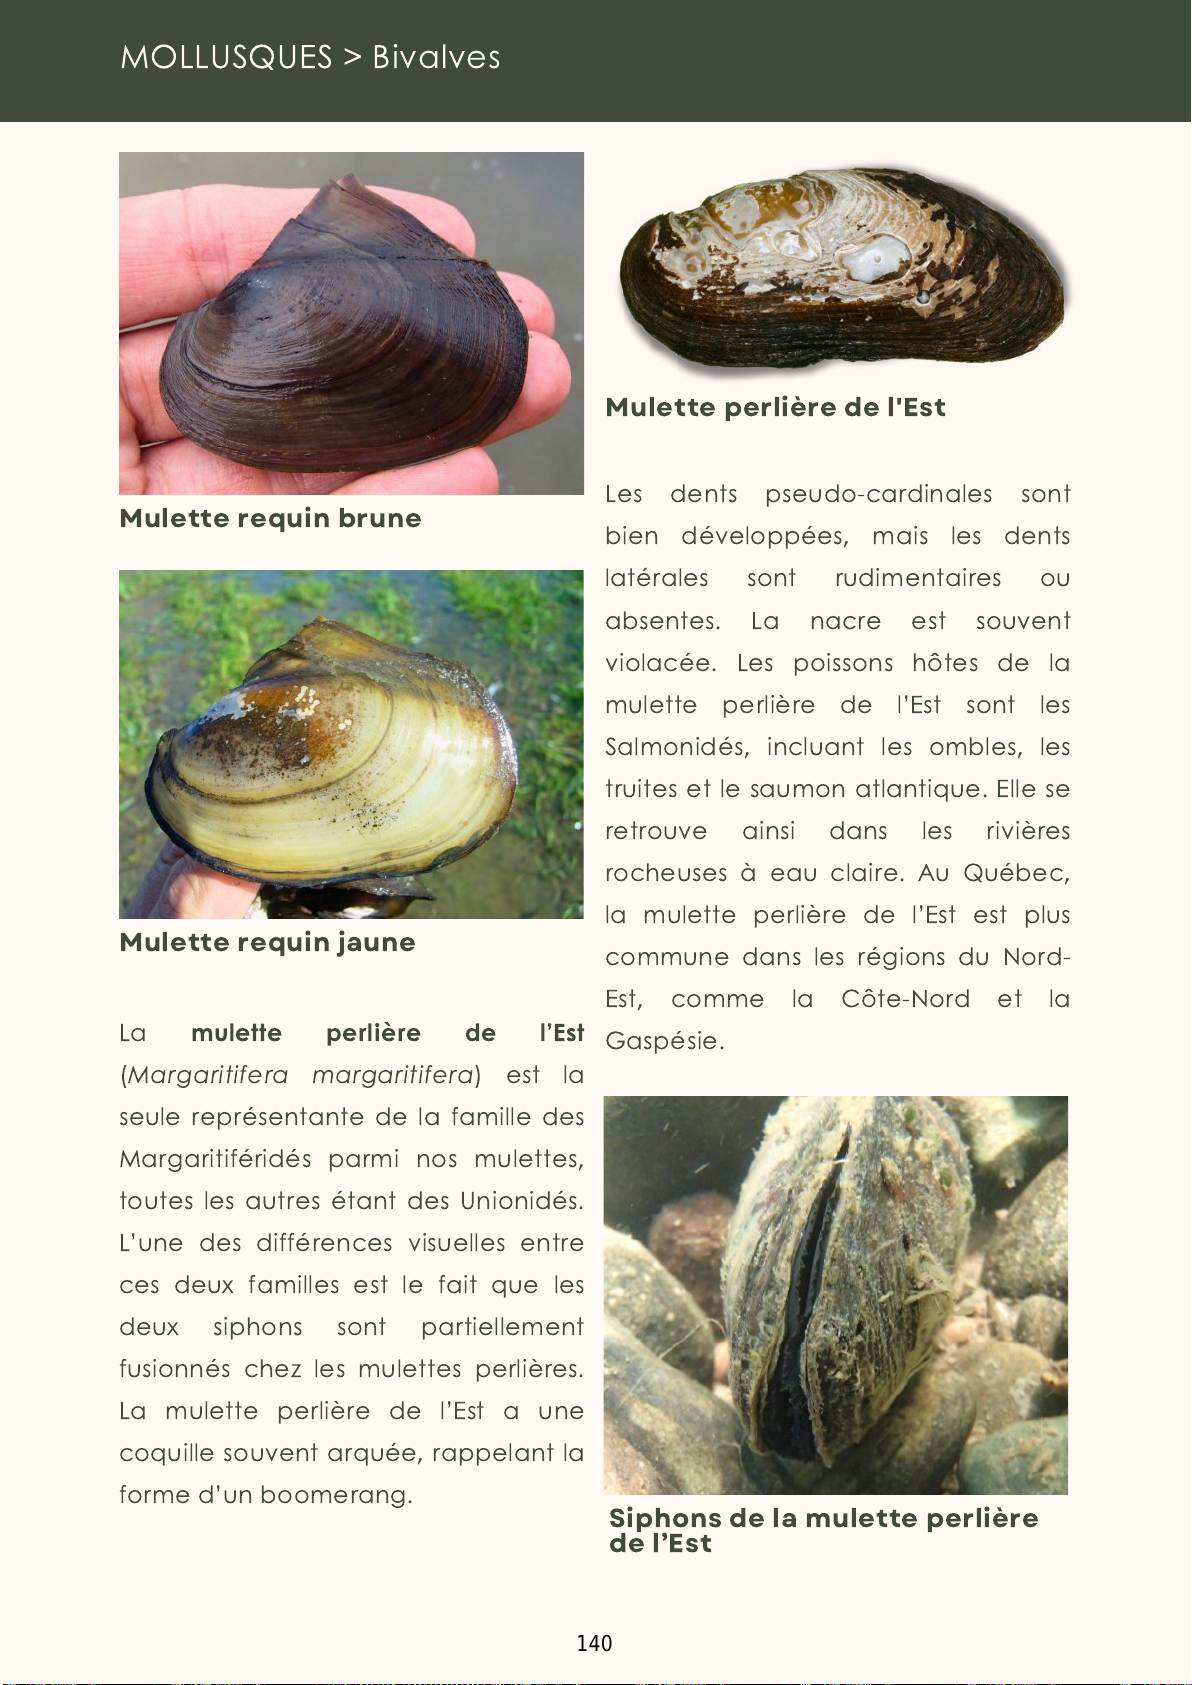 MOLLUSQUES > Bivalves
Mulette requin brune
Mulette requin jaune
La mulette perlière de l’Est
(Margaritifera margaritifera) est la
seule représentante de la famille des
Margaritiféridés parmi nos mulettes,
toutes les autres étant des Unionidés.
L’une des différences visuelles entre
ces deux familles est le fait que les
deux siphons sont partiellement
fusionnés chez les mulettes perlières.
La mulette perlière de l’Est a une
coquille souvent arquée, rappelant la
forme d’un boomerang.
Mulette perlière de l'Est
Les dents pseudo-cardinales sont
bien développées, mais les dents
latérales sont rudimentaires ou
absentes. La nacre est souvent
violacée. Les poissons hôtes de la
mulette perlière de l’Est sont les
Salmonidés, incluant les ombles, les
truites et le saumon atlantique. Elle se
retrouve ainsi dans les rivières
rocheuses à eau claire. Au Québec,
la mulette perlière de l’Est est plus
commune dans les régions du Nord-
Est, comme la Côte-Nord et la
Gaspésie.
Siphons de la mulette perlière
de l’Est
140